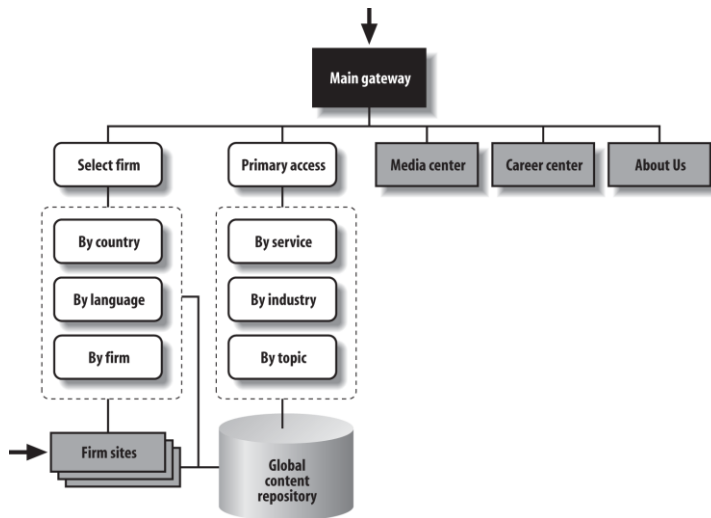 Main gateway
Select firm
Primary access
Media center
Career center
About Us
By country
By service
By language
By industry
By firm
By topic
Firm sites
Global
content
repository